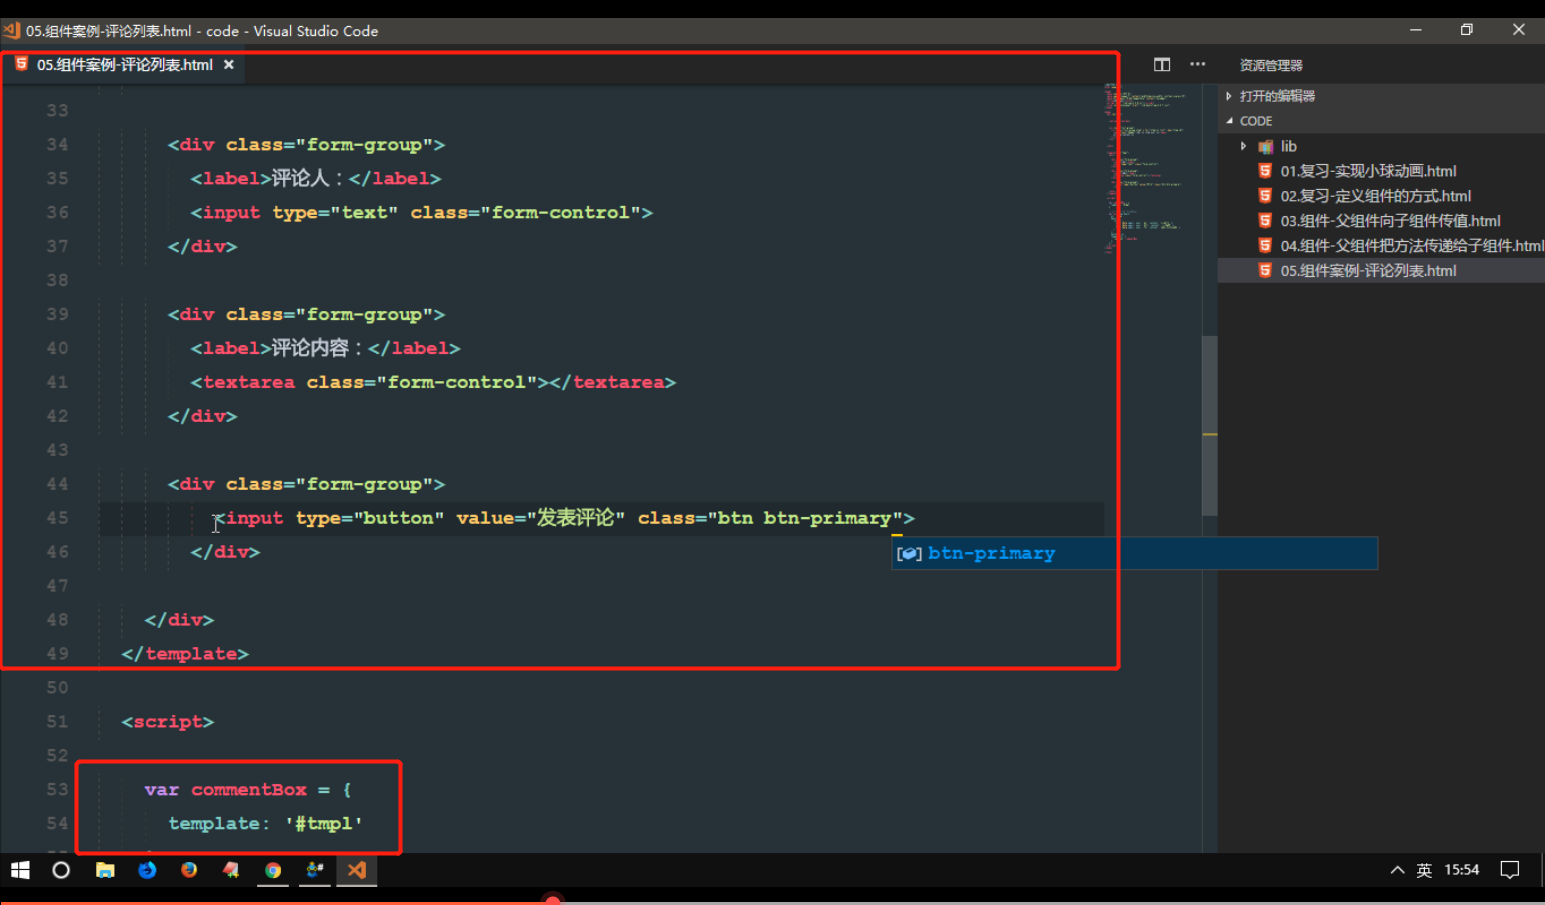 05.组件案例-评论列表.html - code - Visual Studio Code
05.组件案例-评论列表.html ×
资源管理器
打开的编辑器
CODE
lib
01.复习-实现小球动画.html
02.复习-定义组件的方式.html
03.组件-父组件向子组件传值.html
04.组件-父组件把方法传递给子组件.html
05.组件案例-评论列表.html
33
34 <div class="form-group">
35 <label>评论人：</label>
36 <input type="text" class="form-control">
37 </div>
38
39 <div class="form-group">
40 <label>评论内容：</label>
41 <textarea class="form-control"></textarea>
42 </div>
43
44 <div class="form-group">
45 <input type="button" value="发表评论" class="btn btn-primary">
46 </div>
btn-primary
47
48 </div>
49 </template>
50
51 <script>
52
53 var commentBox = {
54 template: '#tmpl'
英 15:54